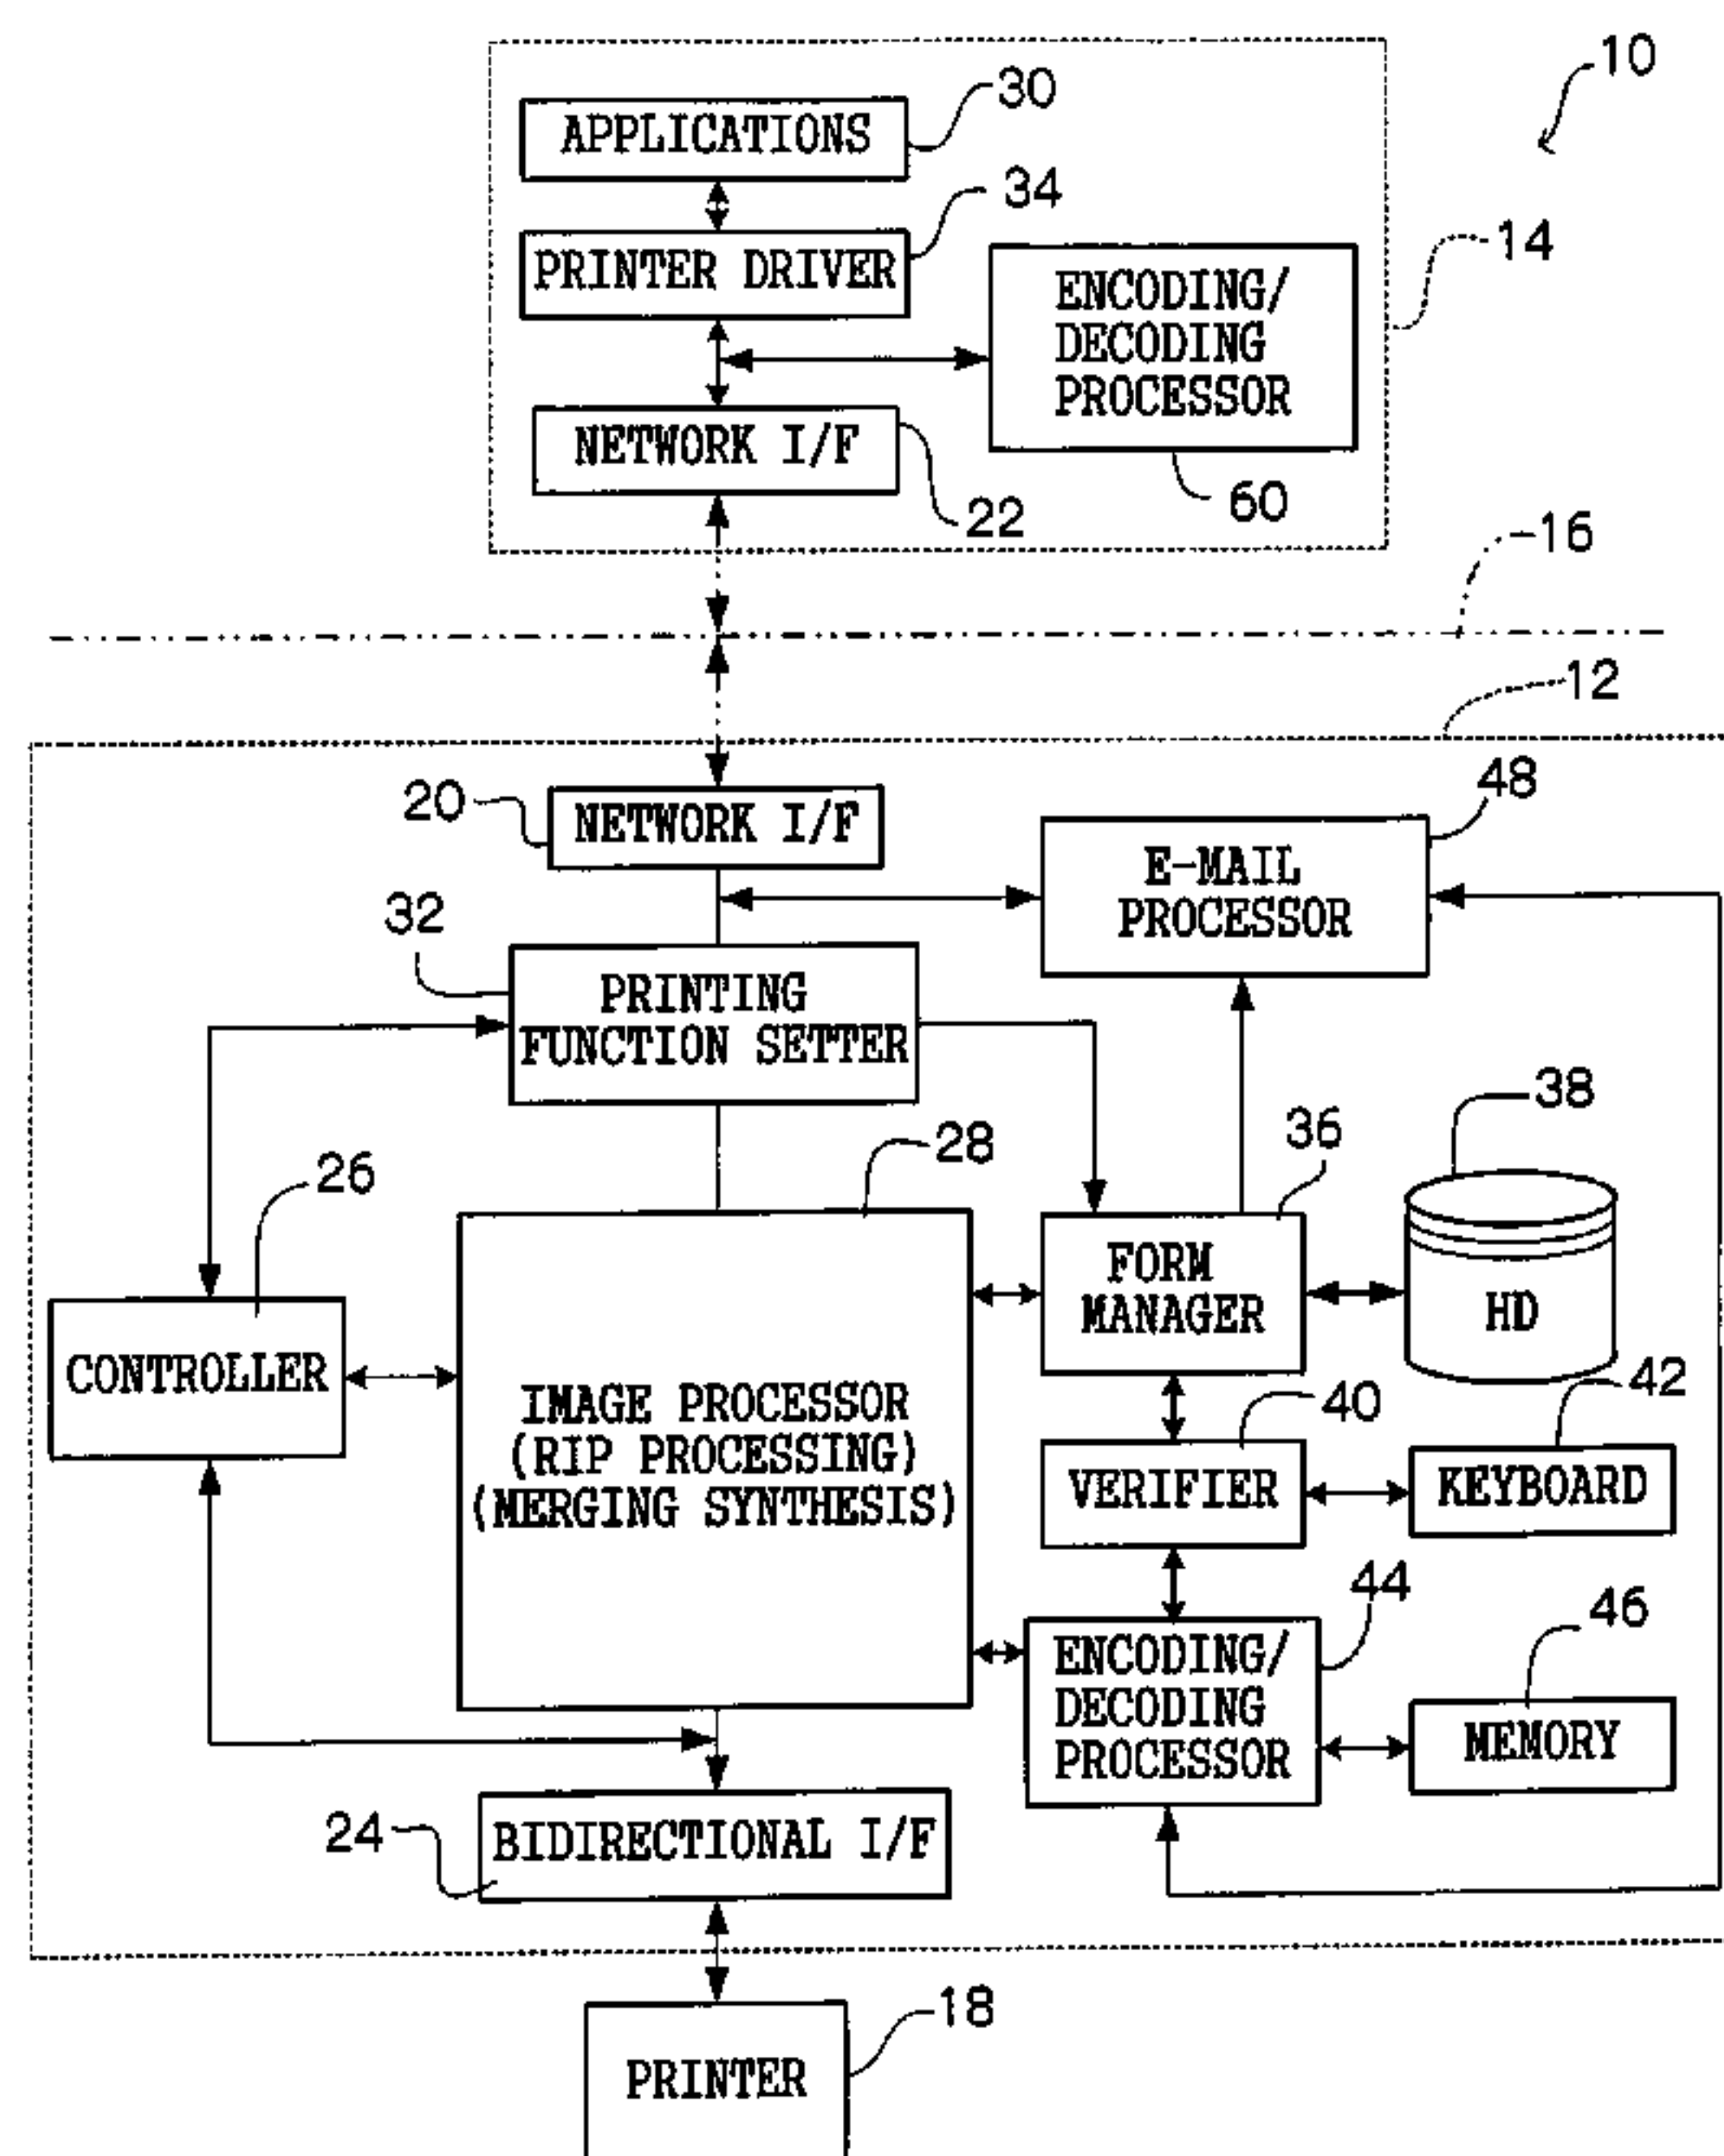 10
30
APPLICATIONS
34
PRINTER DRIVER
14
ENCODING/
DECODING
PROCESSOR
NETWORK I/F
22
60
16
12
20
NETWORK I/F
48
E-MAIL
PROCESSOR
32
PRINTING
FUNCTION SETTER
38
36
28
26
FORM
MANAGER
HD
CONTROLLER
42
40
IMAGE PROCESSOR
(RIP PROCESSING)
(MERGING SYNTHESIS)
VERIFIER
KEYBOARD
44
46
ENCODING/
DECODING
PROCESSOR
MEMORY
24
BIDIRECTIONAL I/F
18
PRINTER